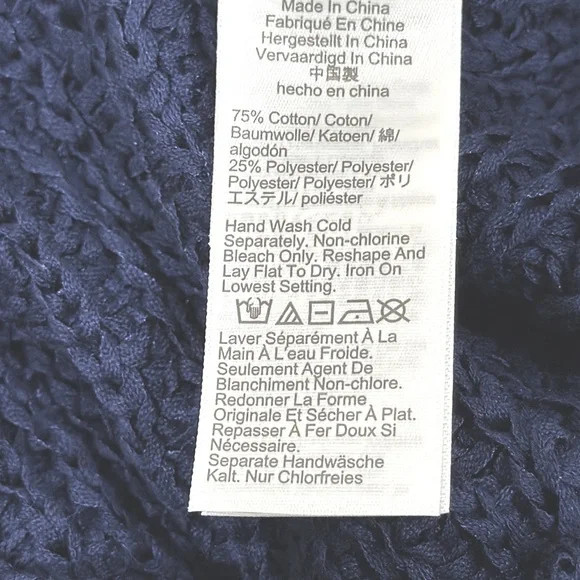 Made In China
Fabriqué En Chine
Hergestellt In China
Vervaardigd In China
中国製
hecho en china
75% Cotton/ Coton/
Baumwolle/ Katoen/ 綿/
algodón
25% Polyester/ Polyester/
Polyester/ Polyester/ ポリ
エステル/ poliéster
Hand Wash Cold
Separately. Non-chlorine
Bleach Only. Reshape And
Lay Flat To Dry. Iron On
Lowest Setting.
Laver Séparément À La
Main À L'eau Froide.
Seulement Agent De
Blanchiment Non-chlore.
Redonner La Forme
Originale Et Sécher À Plat.
Repasser À Fer Doux Si
Nécessaire.
Separate Handwäsche
Kalt. Nur Chlorfreies